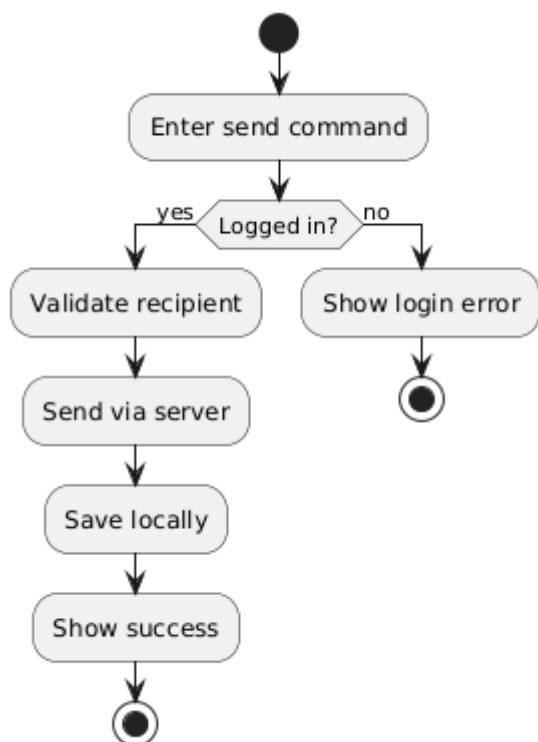 Enter send command
yes
Logged in?
no
Validate recipient
Show login error
Send via server
Save locally
Show success